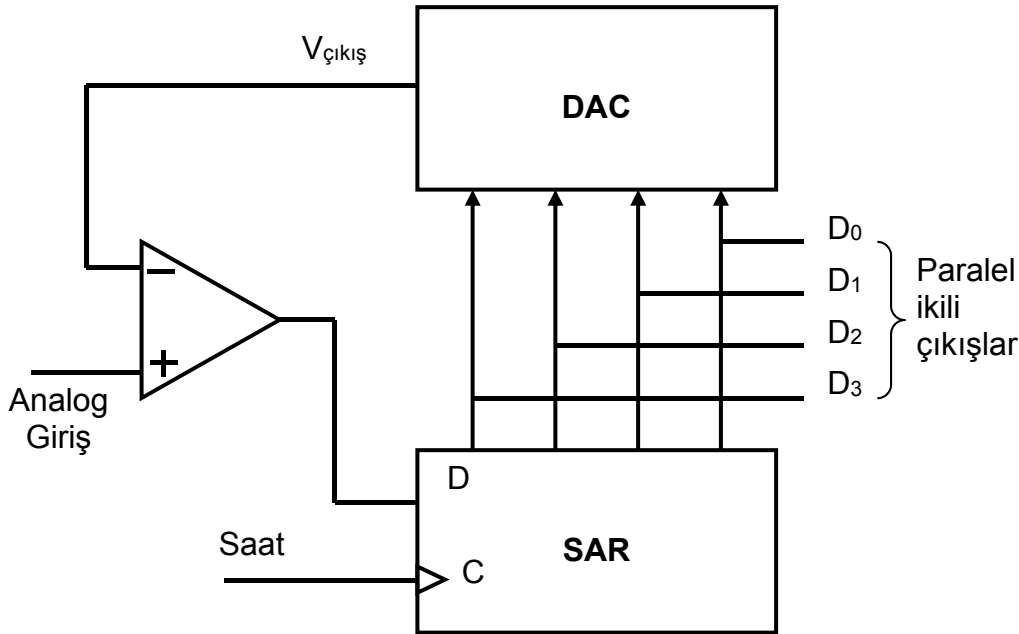 Vçıkış
DAC
D0
D1
D2
D3
Paralel
ikili
çıkışlar
−
+
Analog
Giriş
D
SAR
Saat
C